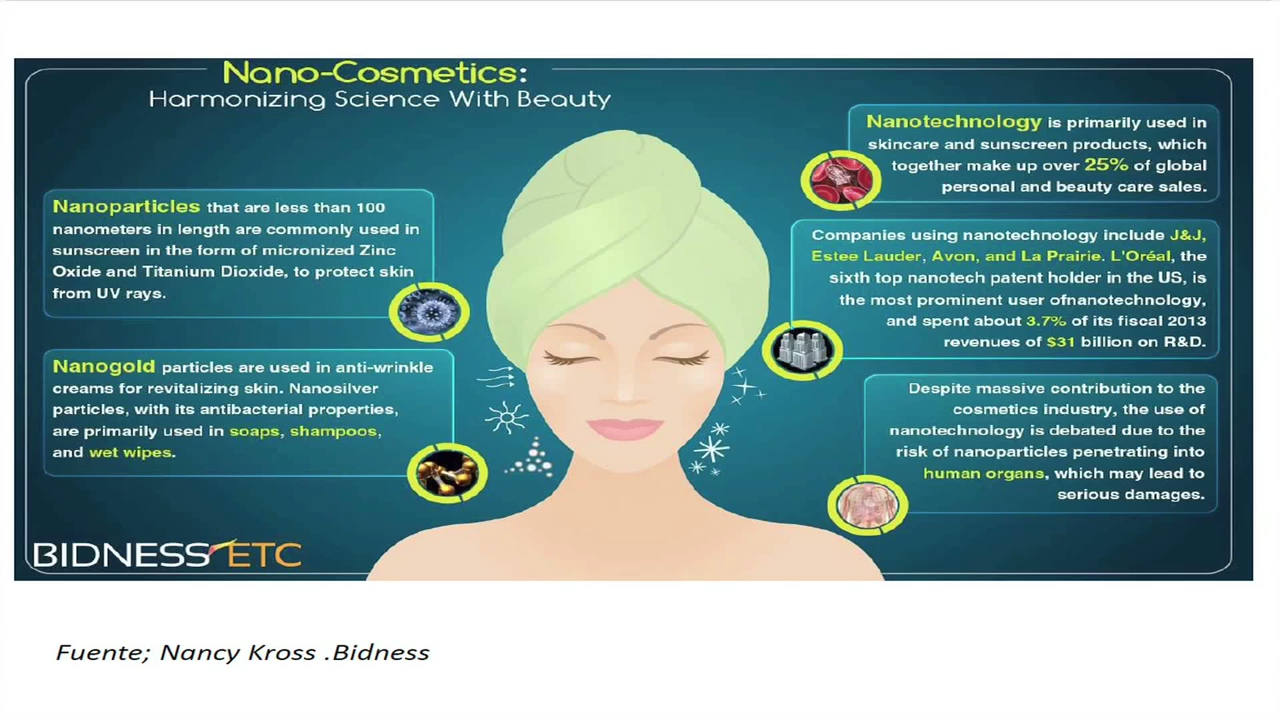 Nano-Cosmetics:
Harmonizing Science With Beauty
Nanoparticles that are less than 100
nanometers in length are commonly used in
sunscreen in the form of micronized Zinc
Oxide and Titanium Dioxide, to protect skin
from UV rays.
Nanogold particles are used in anti-wrinkle
creams for revitalizing skin. Nanosilver
particles, with its antibacterial properties,
are primarily used in soaps, shampoos,
and wet wipes.
Nanotechnology is primarily used in
skincare and sunscreen products, which
together make up over 25% of global
personal and beauty care sales.
Companies using nanotechnology include J&J,
Estee Lauder, Avon, and La Prairie. L'Oréal, the
sixth top nanotech patent holder in the US, is
the most prominent user ofnanotechnology,
and spent about 3.7% of its fiscal 2013
revenues of $31 billion on R&D.
Despite massive contribution to the
cosmetics industry, the use of
nanotechnology is debated due to the
risk of nanoparticles penetrating into
human organs, which may lead to
serious damages.
BIDNESS ETC
Fuente; Nancy Kross .Bidness